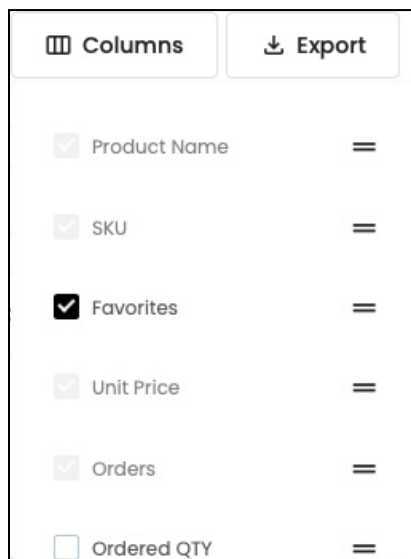 Columns Export
Product Name
SKU
Favorites
Unit Price
Orders
Ordered QTY